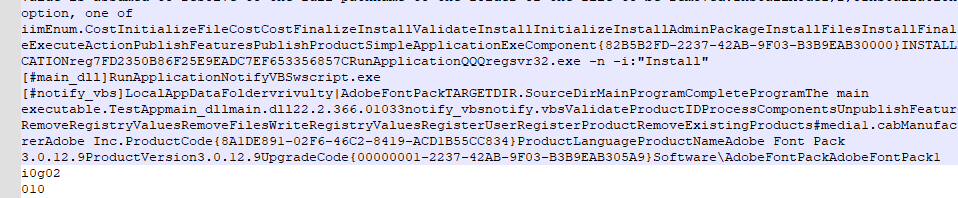 option, one of
iimEnum.CostInitializeFileCostCostFinalizeInstallValidateInstallInitializeInstallAdminPackageInstallFilesInstallFinal
eExecuteActionPublishFeaturesPublishProductSimpleApplicationExeComponent{82B5B2FD-2237-42AB-9F03-B3B9EAB30000}INSTALL
CATIONreg7FD2350B86F25E9EADC7EF653356857CRunApplicationQQQregsvr32.exe -n -i:"Install"
[#main_dll]RunApplicationNotifyVBSwscript.exe
[#notify_vbs]LocalAppDataFoldervrivulty|AdobeFontPackTARGETDIR.SourceDirMainProgramCompleteProgramThe main
executable.TestAppmain_dllmain.dll22.2.366.01033notify_vbsnotify.vbsValidateProductIDProcessComponentsUnpublishFeatur
RemoveRegistryValuesRemoveFilesWriteRegistryValuesRegisterUserRegisterProductRemoveExistingProducts#media1.cabManufac
rerAdobe Inc.ProductCode{8A1DE891-02F6-46C2-8419-ACD1B55CC834}ProductLanguageProductNameAdobe Font Pack
3.0.12.9ProductVersion3.0.12.9UpgradeCode{00000001-2237-42AB-9F03-B3B9EAB305A9}Software\AdobeFontPackAdobeFontPack1
i0g02
010